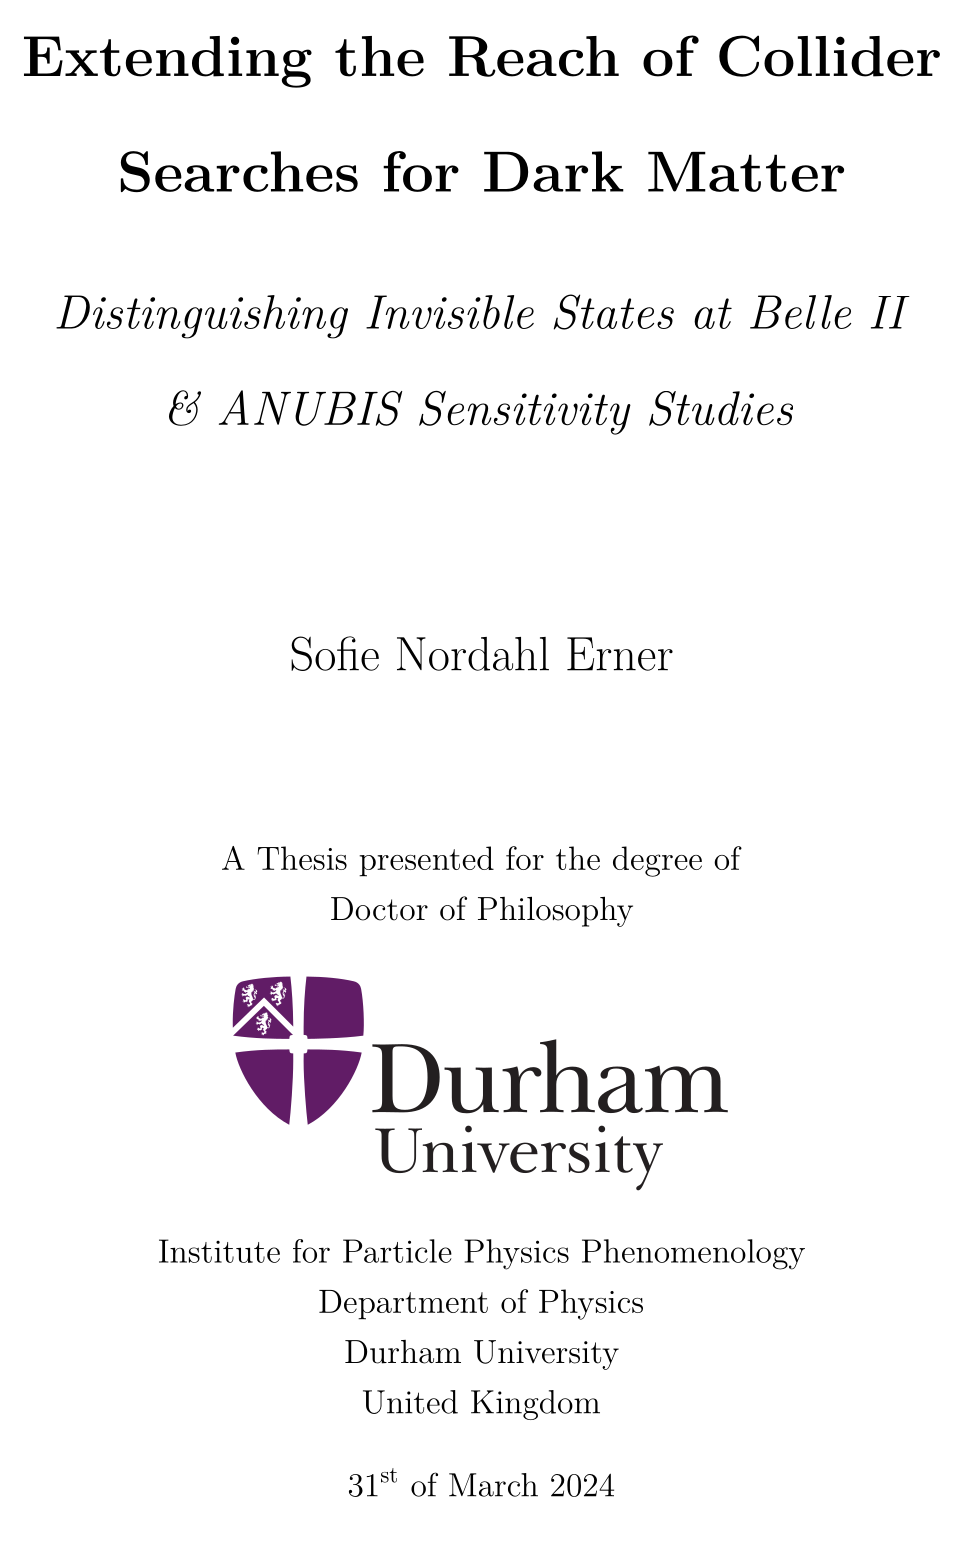 Extending the Reach of Collider
Searches for Dark Matter
Distinguishing Invisible States at Belle II
& ANUBIS Sensitivity Studies
Sofie Nordahl Erner
A Thesis presented for the degree of
Doctor of Philosophy
Durham
University
Institute for Particle Physics Phenomenology
Department of Physics
Durham University
United Kingdom
31st of March 2024